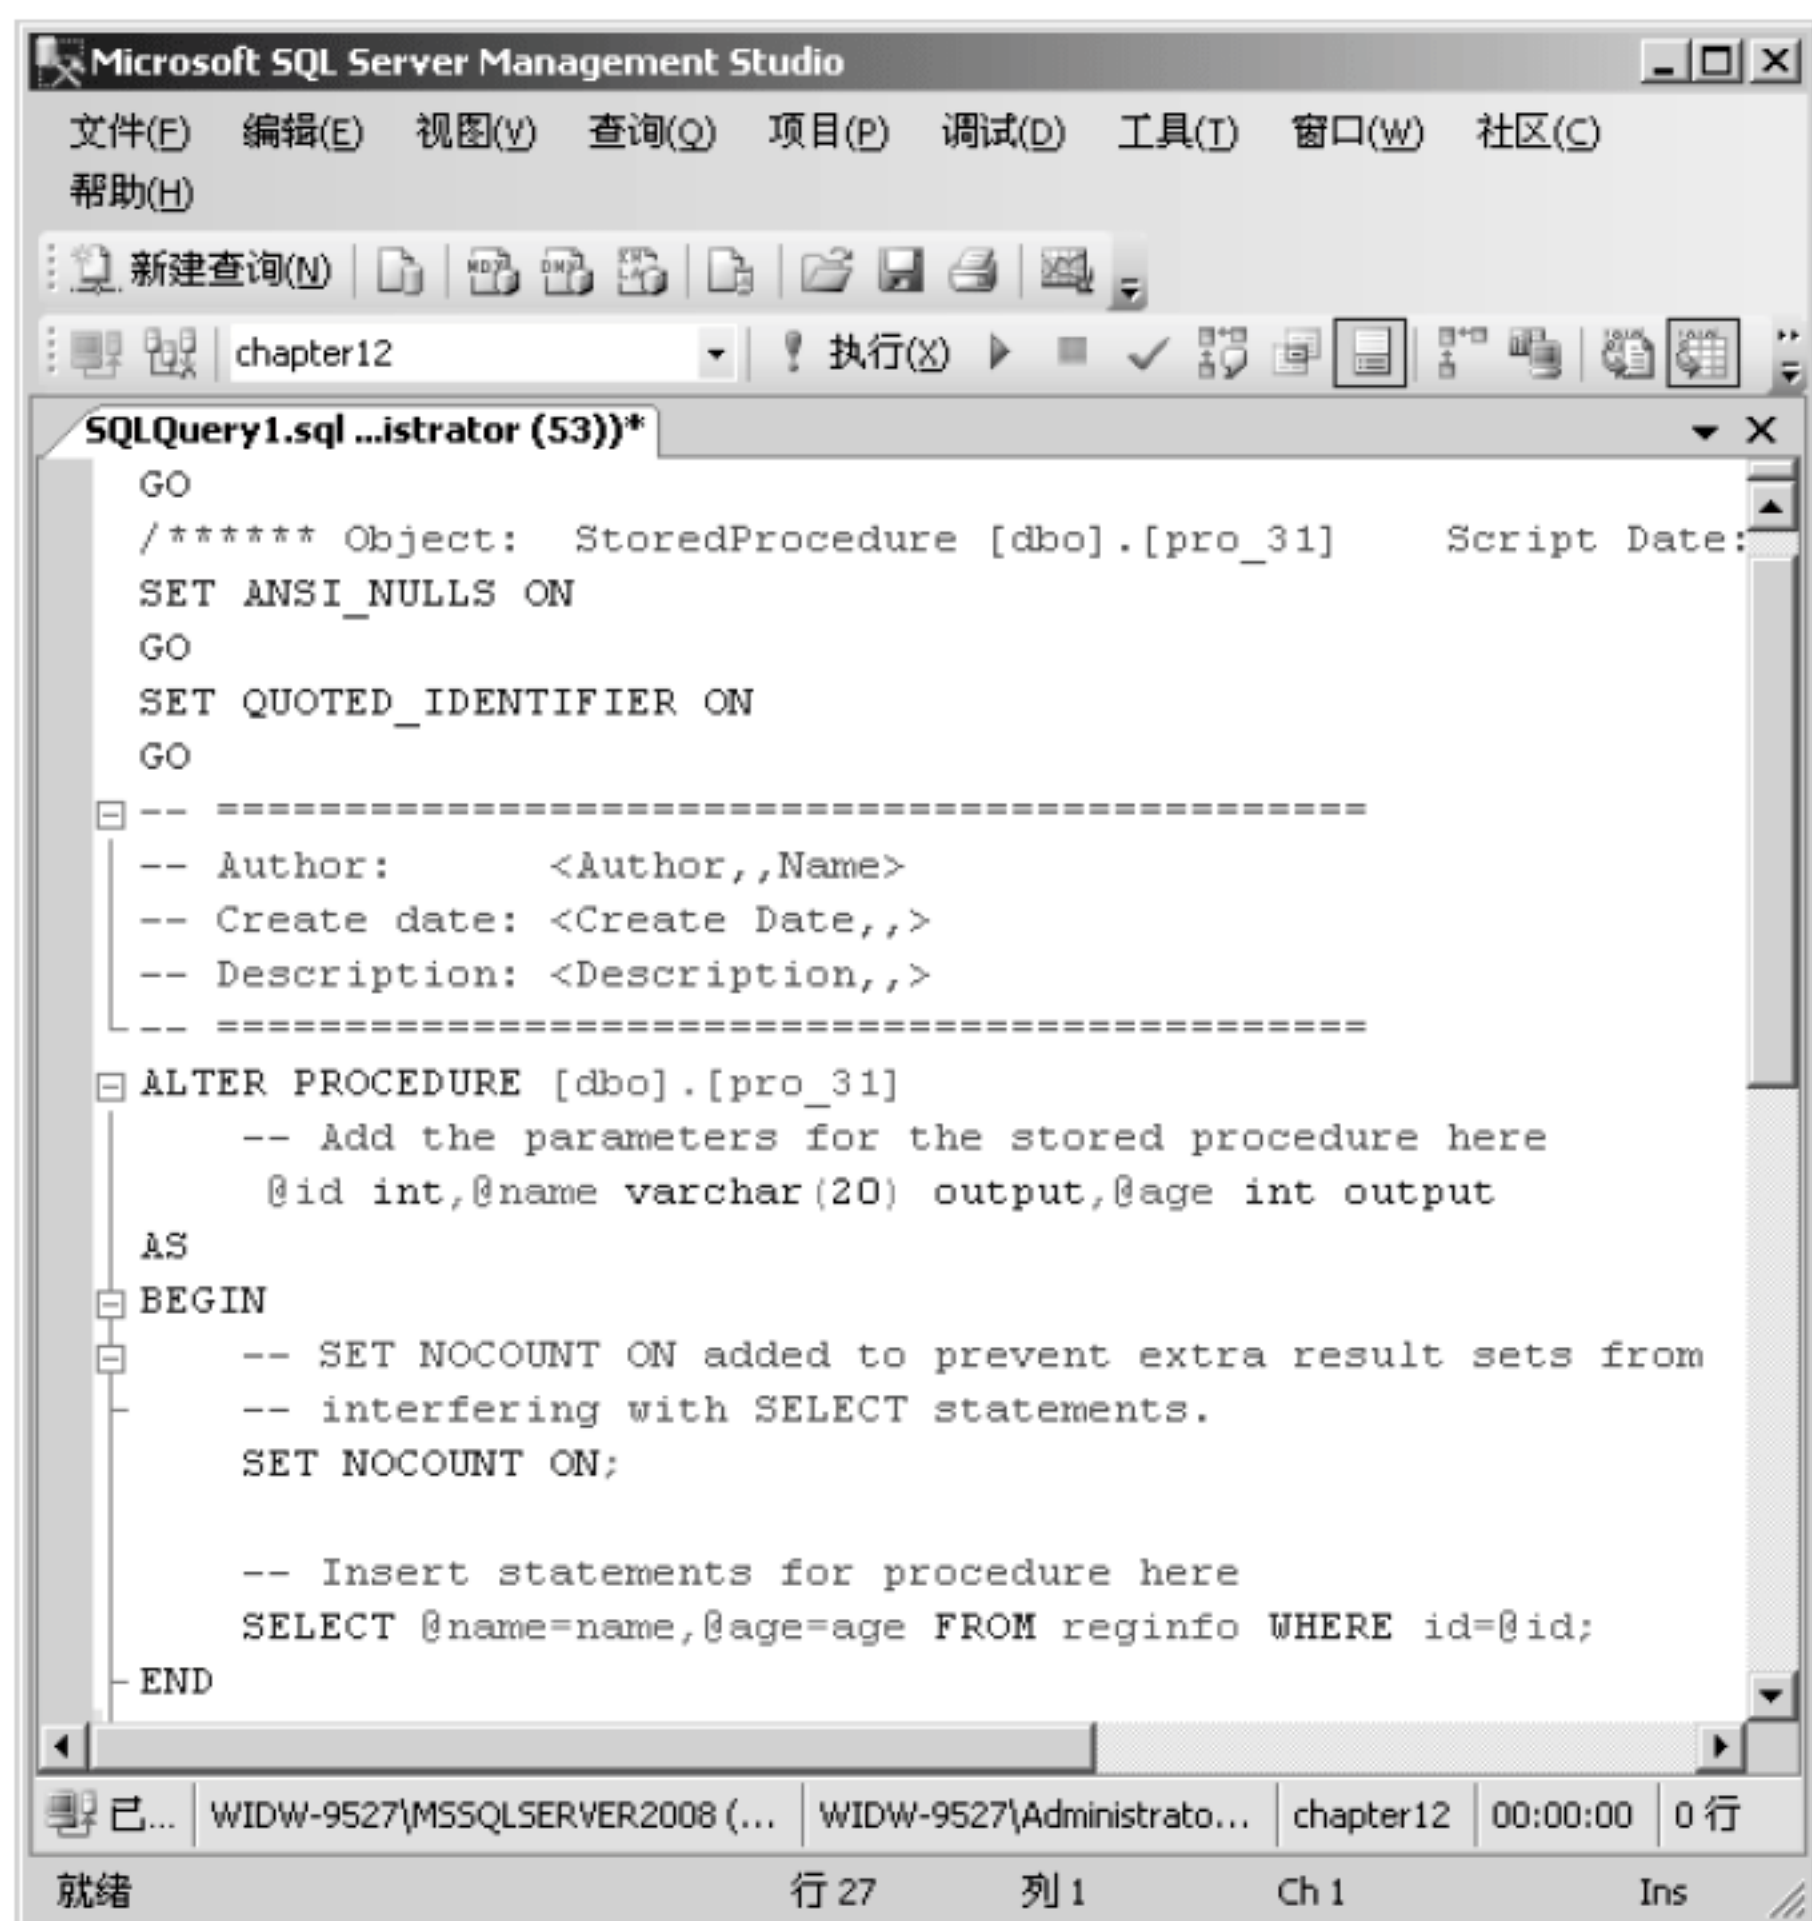 Microsoft SQL Server Management Studio
文件(F) 编辑(E) 视图(V) 查询(Q) 项目(P) 调试(D) 工具(T) 窗口(W) 社区(C)
帮助(H)
新建查询(N)
chapter12 执行(X)
SQLQuery1.sql ...istrator (53))*
GO
/****** Object:  StoredProcedure [dbo].[pro_31]    Script Date:
SET ANSI_NULLS ON
GO
SET QUOTED_IDENTIFIER ON
GO
-- =============================================
-- Author:      <Author,,Name>
-- Create date: <Create Date,,>
-- Description: <Description,,>
-- =============================================
ALTER PROCEDURE [dbo].[pro_31]
    -- Add the parameters for the stored procedure here
     @id int,@name varchar(20) output,@age int output
AS
BEGIN
    -- SET NOCOUNT ON added to prevent extra result sets from
    -- interfering with SELECT statements.
    SET NOCOUNT ON;
    -- Insert statements for procedure here
    SELECT @name=name,@age=age FROM reginfo WHERE id=@id;
END
已... WIDW-9527\MSSQLSERVER2008 (... WIDW-9527\Administrato... chapter12 00:00:00 0 行
就绪 行 27 列 1 Ch 1 Ins